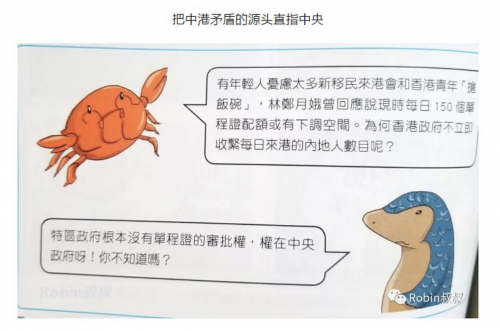 把中港矛盾的源头直指中央
有年輕人憂慮太多新移民來港會和香港青年「搶
飯碗」，林鄭月娥曾回應說現時每日 150 個單
程證配額或有下調空間。為何香港政府不立即
收緊每日來港的內地人數目呢？
特區政府根本沒有單程證的審批權，權在中央
政府呀！你不知道嗎？
Robin叔叔
Robin叔叔